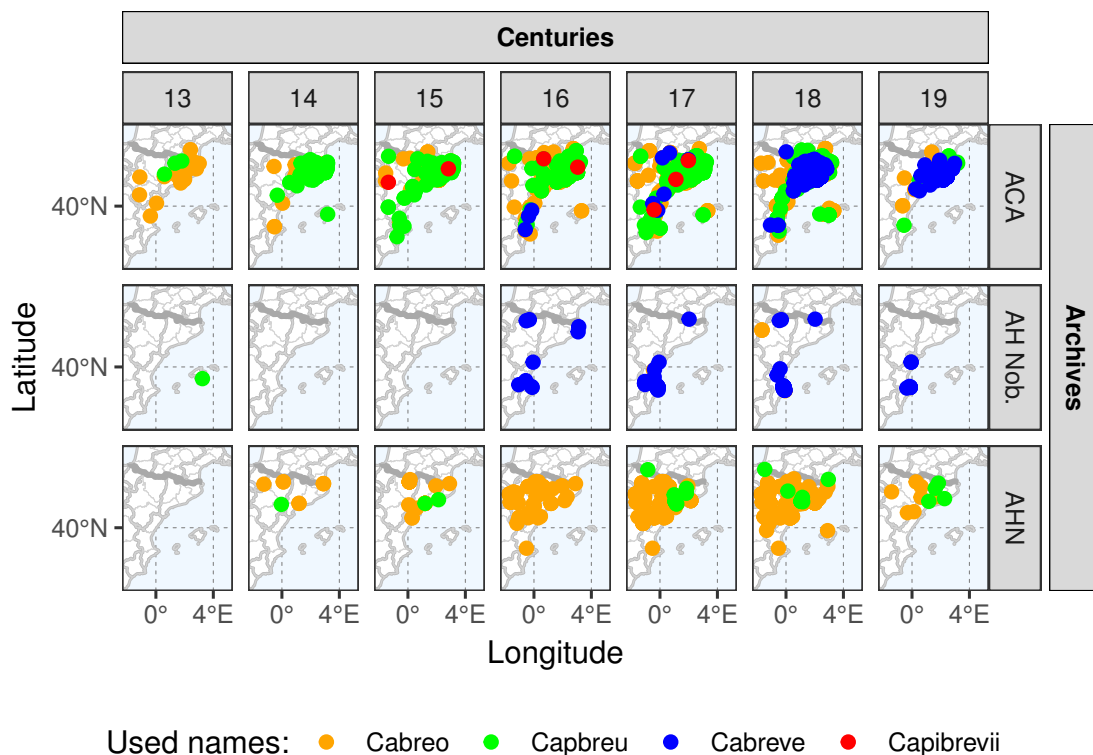 Centuries
13 14 15 16 17 18 19
ACA
40°N
AH Nob.
40°N
AHN
40°N
Archives
Latitude
0° 4°E 0° 4°E 0° 4°E 0° 4°E 0° 4°E 0° 4°E 0° 4°E
Longitude
Used names: Cabreo Capbreu Cabreve Capibrevii